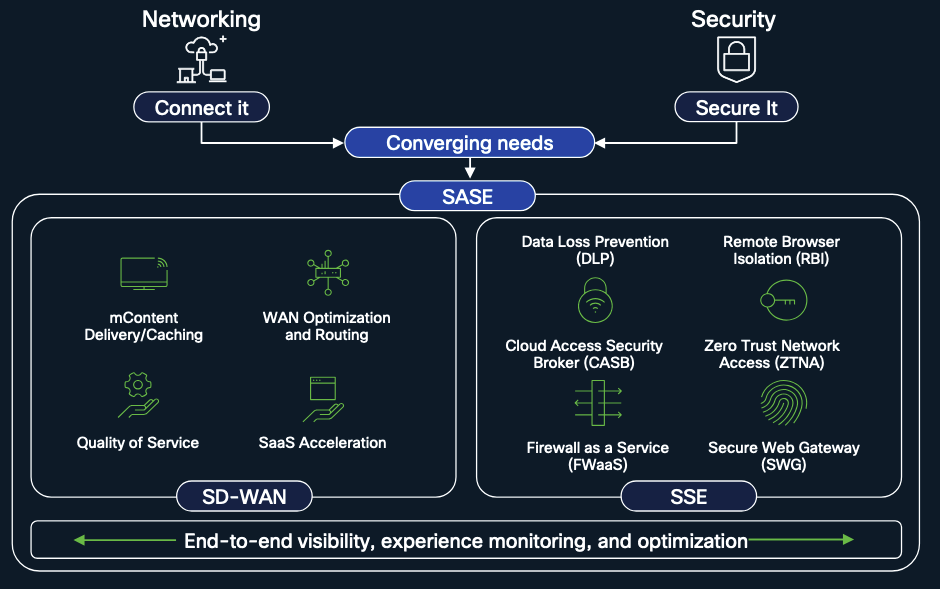 Networking
Security
Connect it
Secure It
Converging needs
SASE
mContent
Delivery/Caching
WAN Optimization
and Routing
Quality of Service
SaaS Acceleration
SD-WAN
Data Loss Prevention
(DLP)
Remote Browser
Isolation (RBI)
Cloud Access Security
Broker (CASB)
Zero Trust Network
Access (ZTNA)
Firewall as a Service
(FWaaS)
Secure Web Gateway
(SWG)
SSE
End-to-end visibility, experience monitoring, and optimization